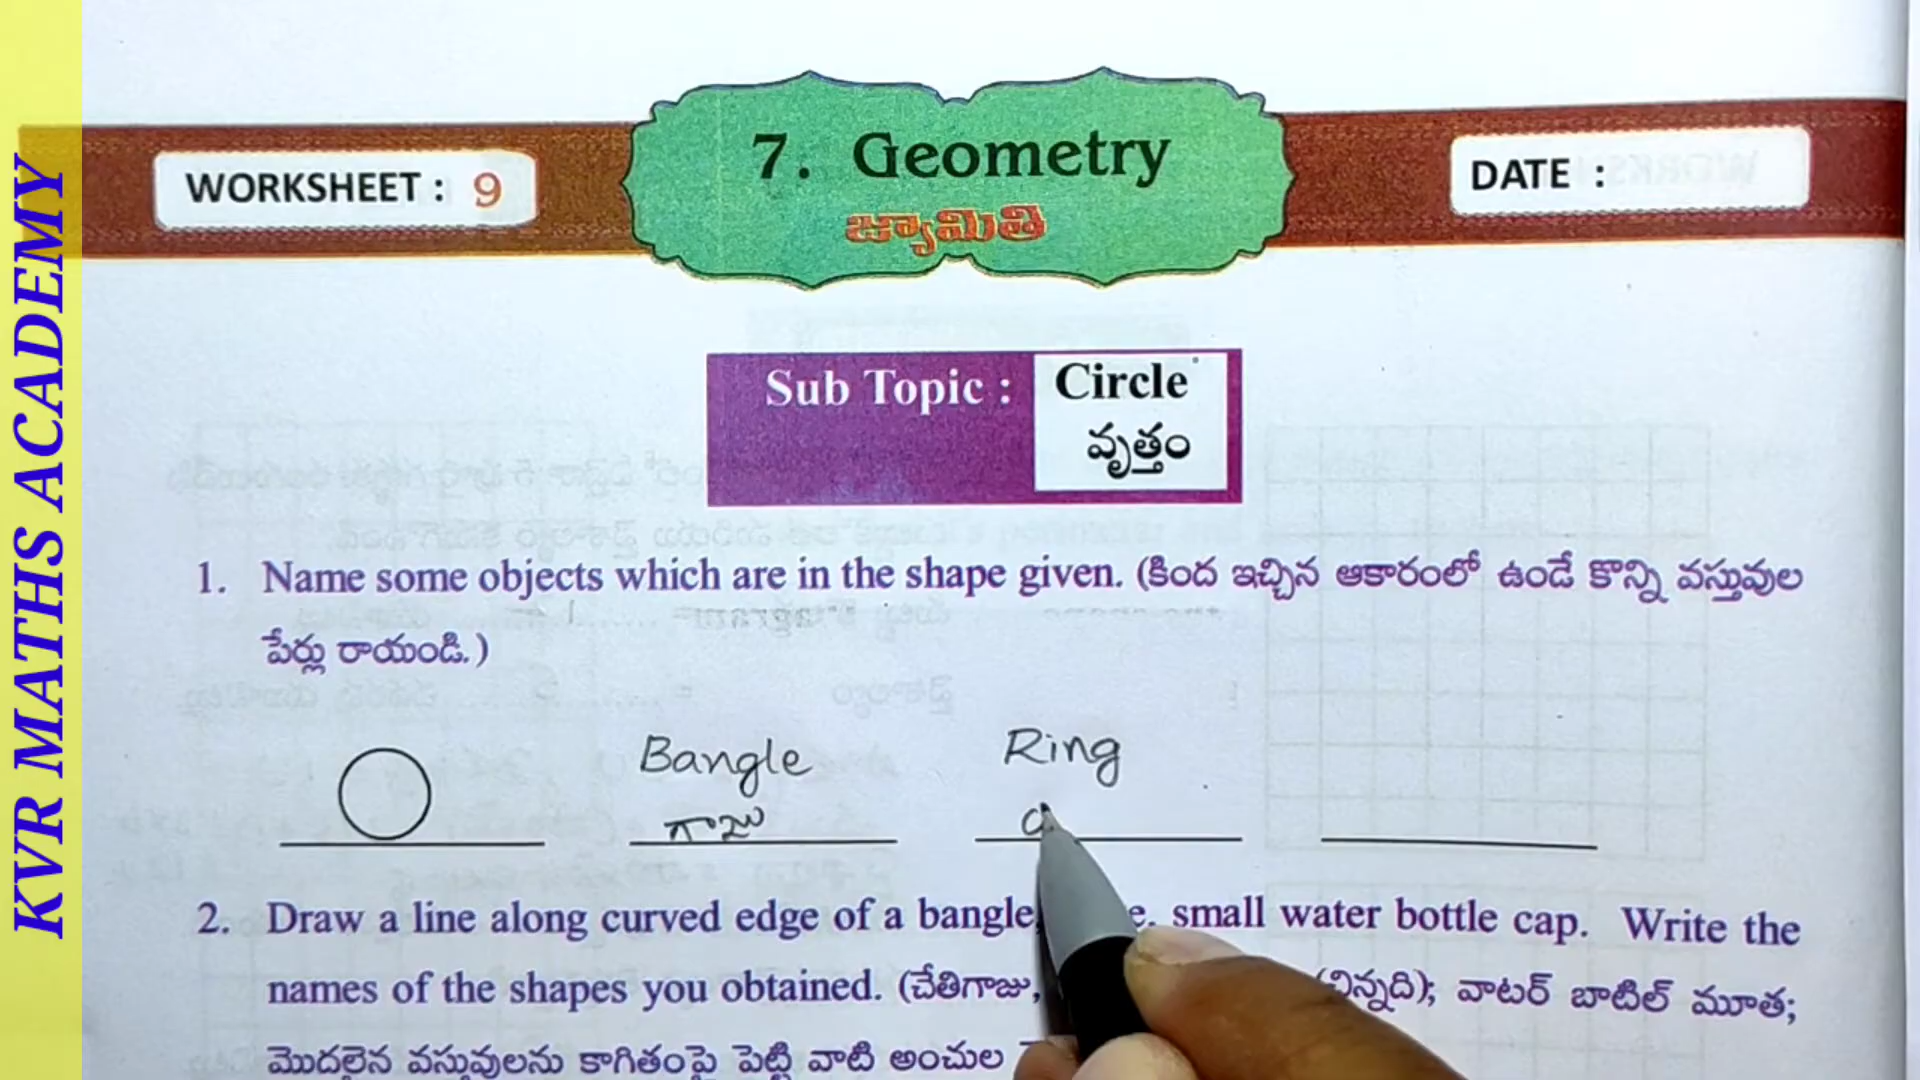 KVR MATHS ACADEMY
WORKSHEET : 9
7. Geometry
జ్యామితి
DATE :
Sub Topic : Circle
వృత్తం
1. Name some objects which are in the shape given. (కింద ఇచ్చిన ఆకారంలో ఉండే కొన్ని వస్తువుల
పేర్లు రాయండి.)
Bangle Ring
గాజు
2. Draw a line along curved edge of a bangle, small water bottle cap. Write the
names of the shapes you obtained. (చేతిగాజు, (చిన్నది); వాటర్ బాటిల్ మూత;
మొదలైన వస్తువులను కాగితంపై పెట్టి వాటి అంచుల